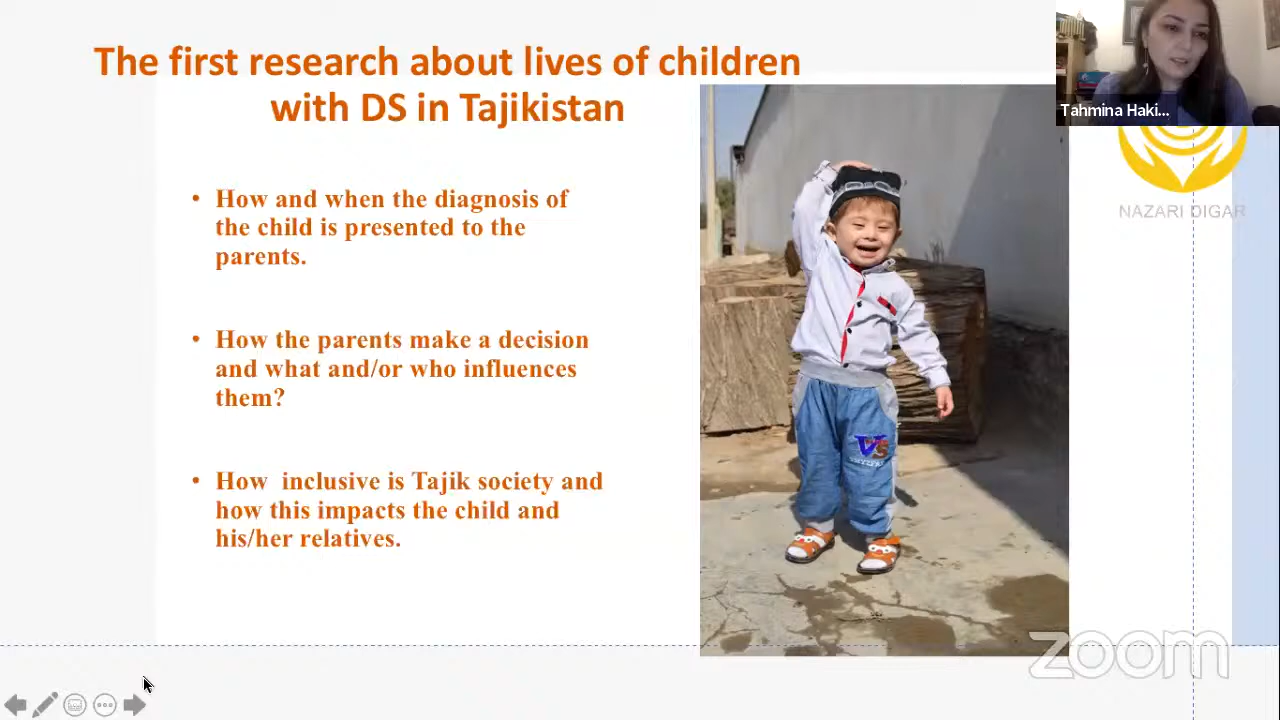 The first research about lives of children
with DS in Tajikistan
• How and when the diagnosis of
the child is presented to the
parents.
• How the parents make a decision
and what and/or who influences
them?
• How  inclusive is Tajik society and
how this impacts the child and
his/her relatives.
Tahmina Haki...
NAZARI DIGAR
VS
zoom